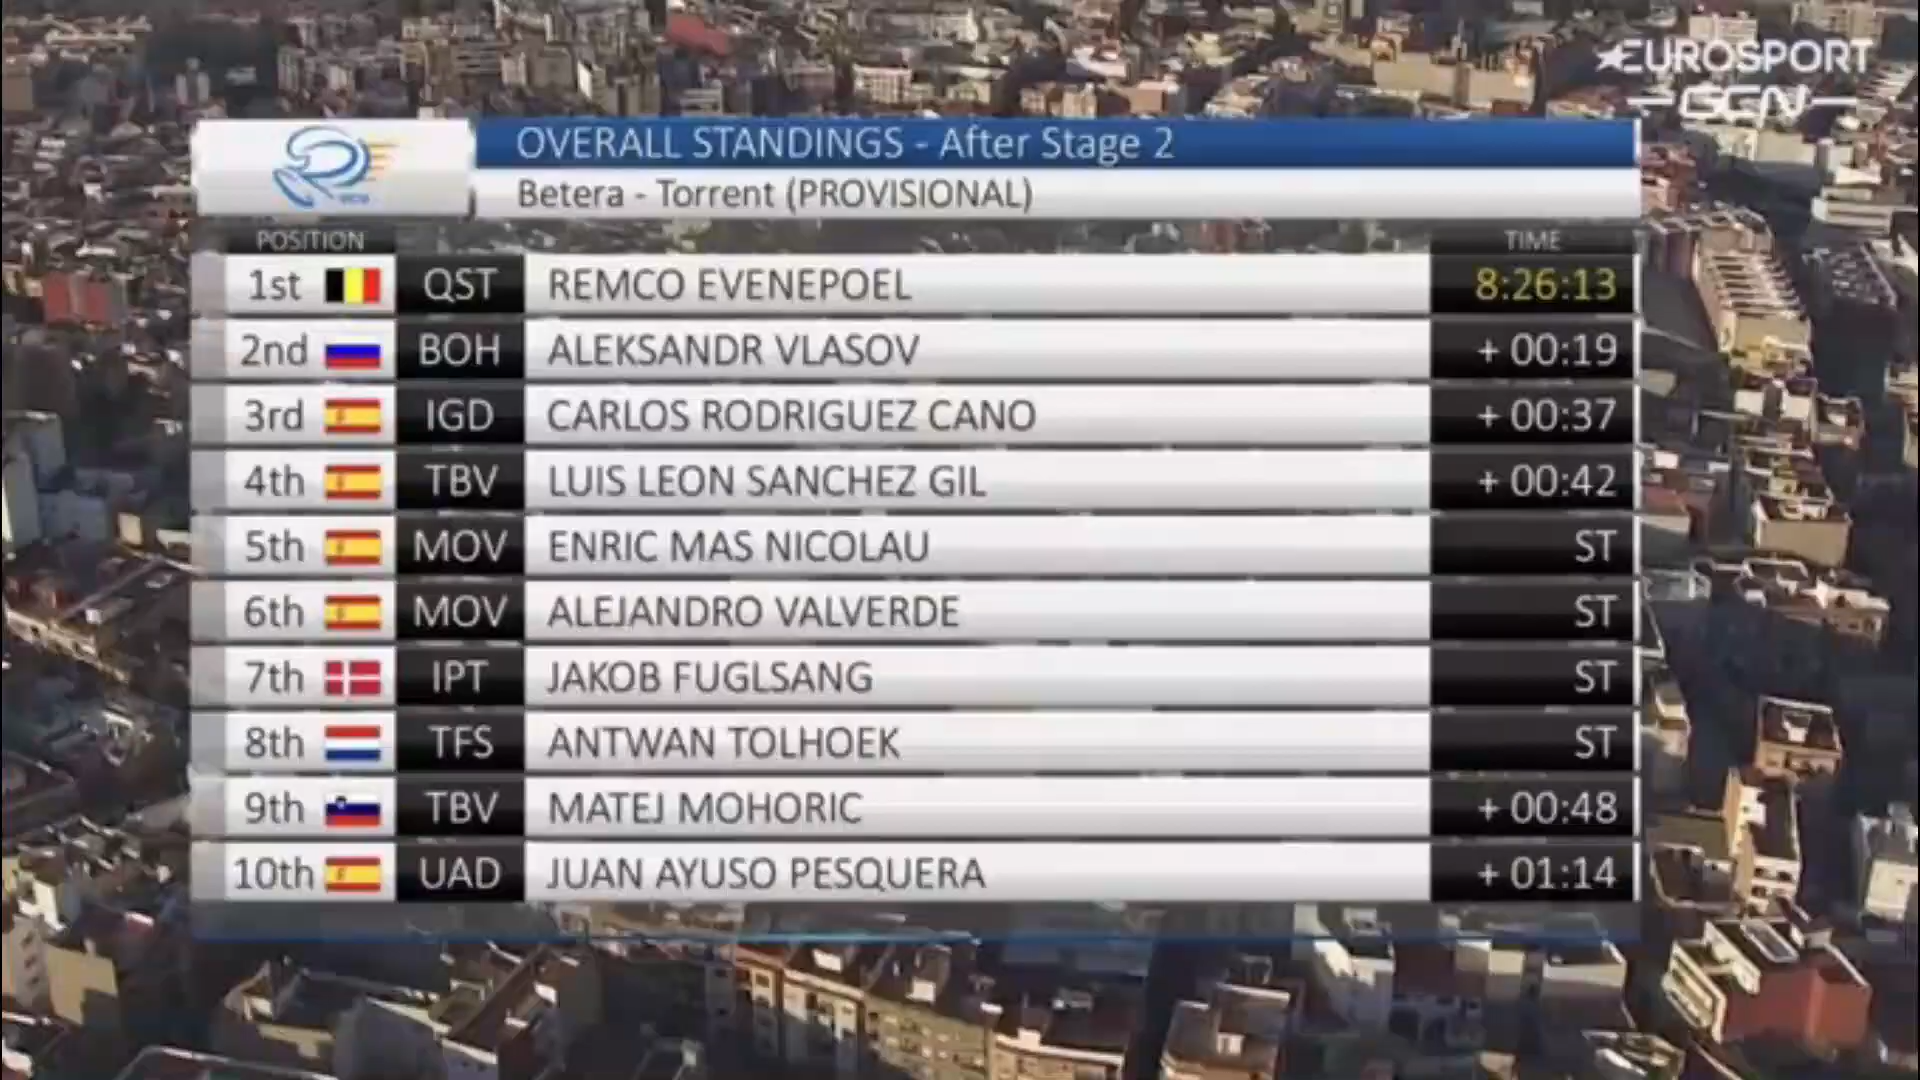 EUROSPORT
GCN
OVERALL STANDINGS - After Stage 2
Betera - Torrent (PROVISIONAL)
POSITION TIME
1st QST REMCO EVENEPOEL 8:26:13
2nd BOH ALEKSANDR VLASOV + 00:19
3rd IGD CARLOS RODRIGUEZ CANO + 00:37
4th TBV LUIS LEON SANCHEZ GIL + 00:42
5th MOV ENRIC MAS NICOLAU ST
6th MOV ALEJANDRO VALVERDE ST
7th IPT JAKOB FUGLSANG ST
8th TFS ANTWAN TOLHOEK ST
9th TBV MATEJ MOHORIC + 00:48
10th UAD JUAN AYUSO PESQUERA + 01:14